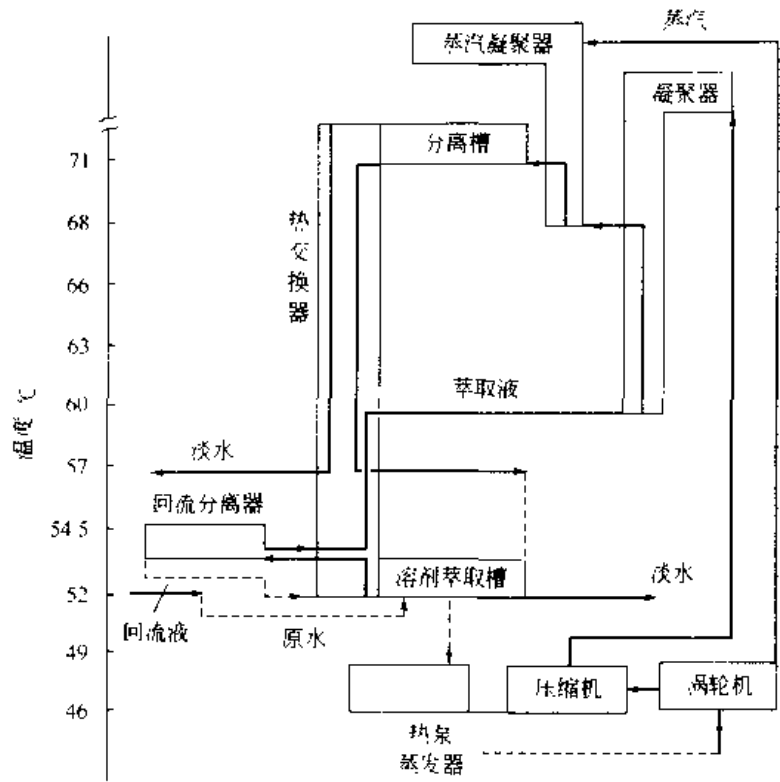 蒸汽凝聚器
蒸汽
凝聚器
分离槽
71
热交换器
68
66
63
60
萃取液
温度 ℃
淡水
57
回流分离器
54.5
溶剂萃取槽
淡水
52
回流液
原水
49
压缩机
涡轮机
46
热泵
蒸发器